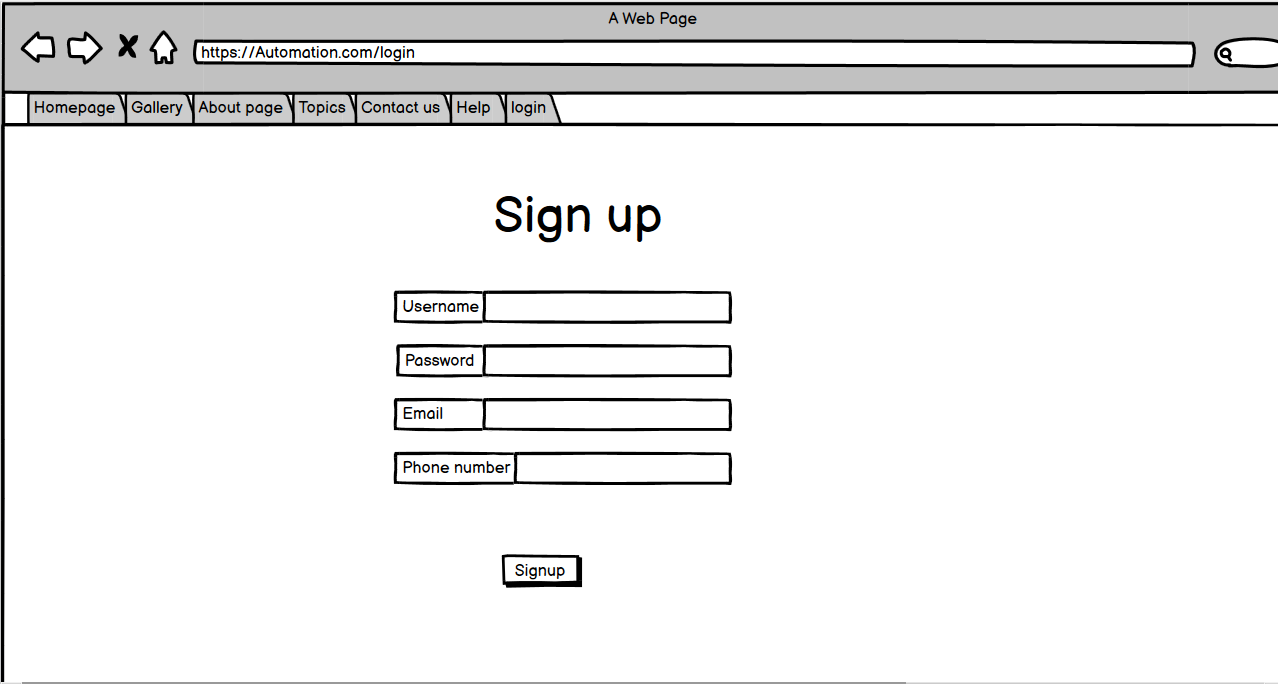 A Web Page
https://Automation.com/login
Homepage Gallery About page Topics Contact us Help login
Sign up
Username
Password
Email
Phone number
Signup